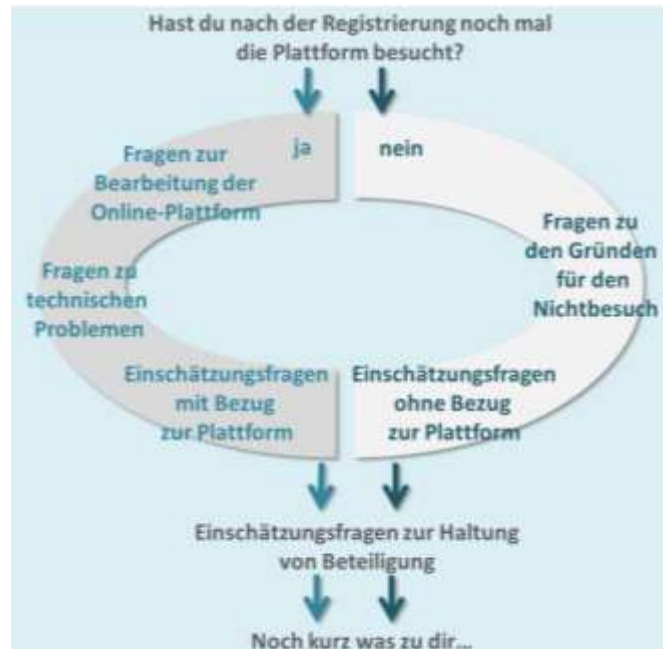 Hast du nach der Registrierung noch mal
die Plattform besucht?
ja
nein
Fragen zur
Bearbeitung der
Online-Plattform
Fragen zu
technischen
Problemen
Einschätzungsfragen
mit Bezug
zur Plattform
Fragen zu
den Gründen
für den
Nichtbesuch
Einschätzungsfragen
ohne Bezug
zur Plattform
Einschätzungsfragen zur Haltung
von Beteiligung
Noch kurz was zu dir...